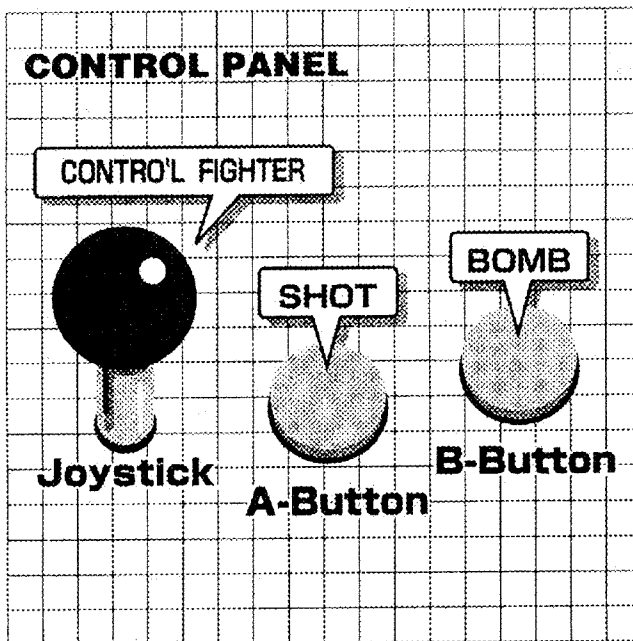 CONTROL PANEL
CONTRO'L FIGHTER
SHOT
BOMB
Joystick
A-Button
B-Button